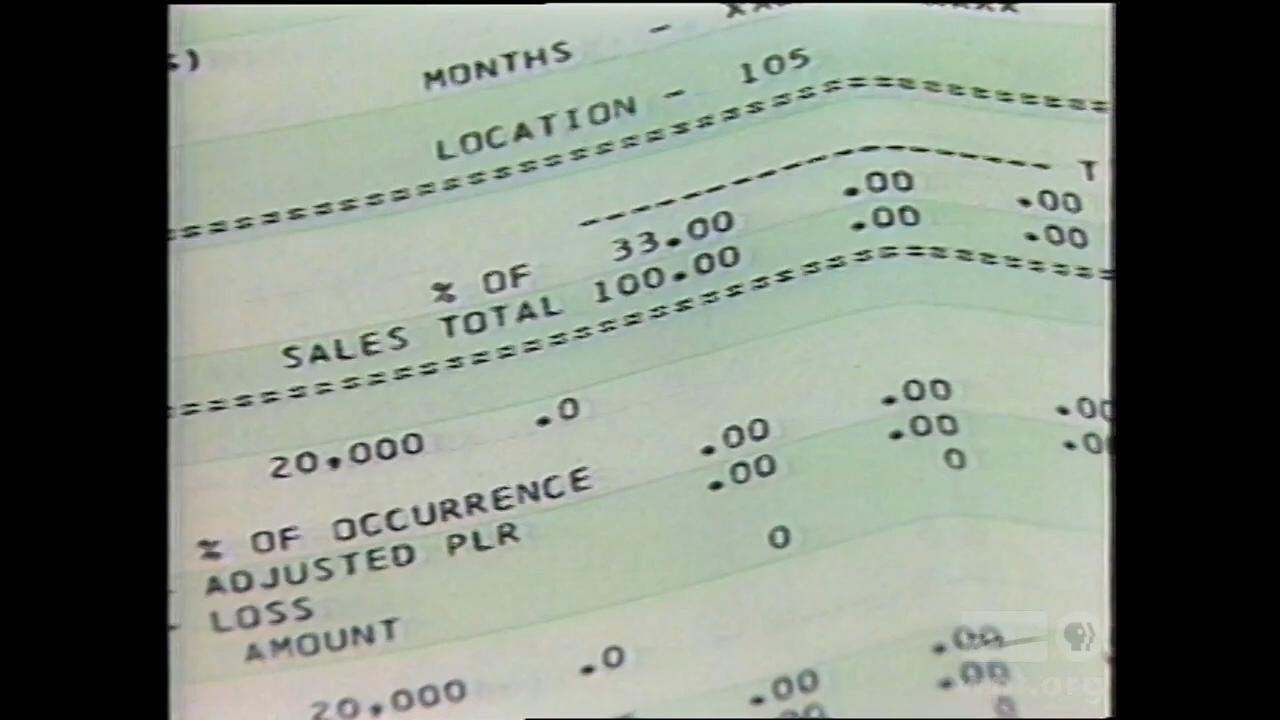 MONTHS -
LOCATION - 105
================================
-------------- T
% OF 33.00 .00 .00
SALES TOTAL 100.00 .00 .00
================================
20,000 .0
% OF OCCURRENCE .00 .00 .00
ADJUSTED PLR .00 .00
LOSS 0
AMOUNT 0
20,000 .0
.00 .00
.00